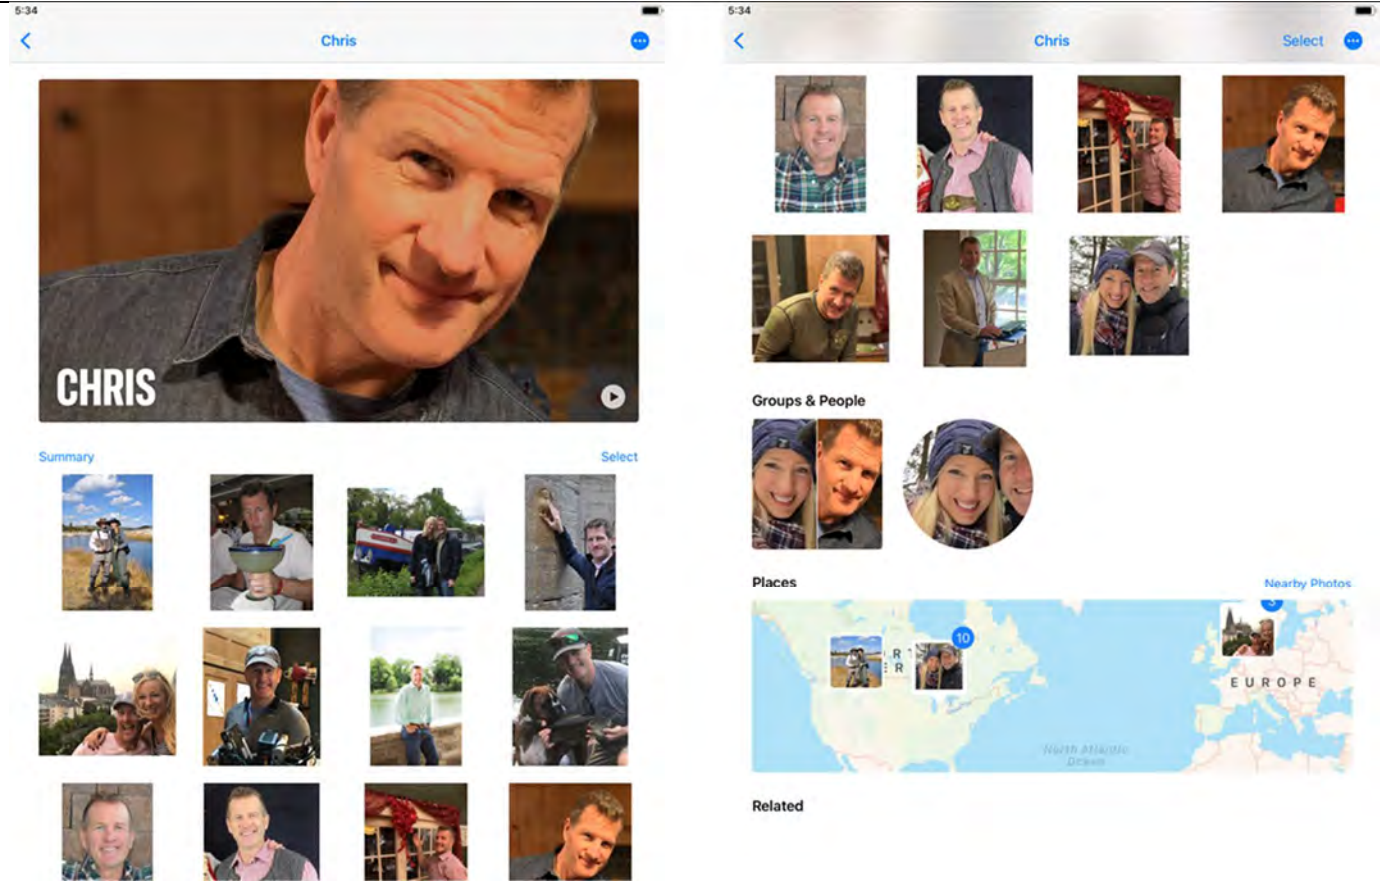 5:34
Chris
CHRIS
Summary
Select
5:34
Chris
Select
Groups & People
Places
Nearby Photos
10
3
EUROPE
North Atlantic
Ocean
Related